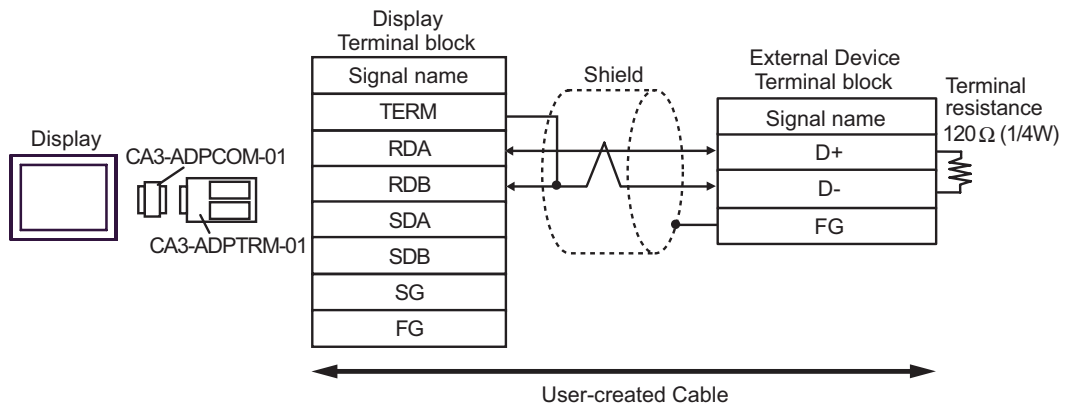 Display
Terminal block
Signal name
TERM
RDA
RDB
SDA
SDB
SG
FG
Display
CA3-ADPCOM-01
CA3-ADPTRM-01
Shield
External Device
Terminal block
Signal name
D+
D-
FG
Terminal
resistance
120Ω (1/4W)
User-created Cable